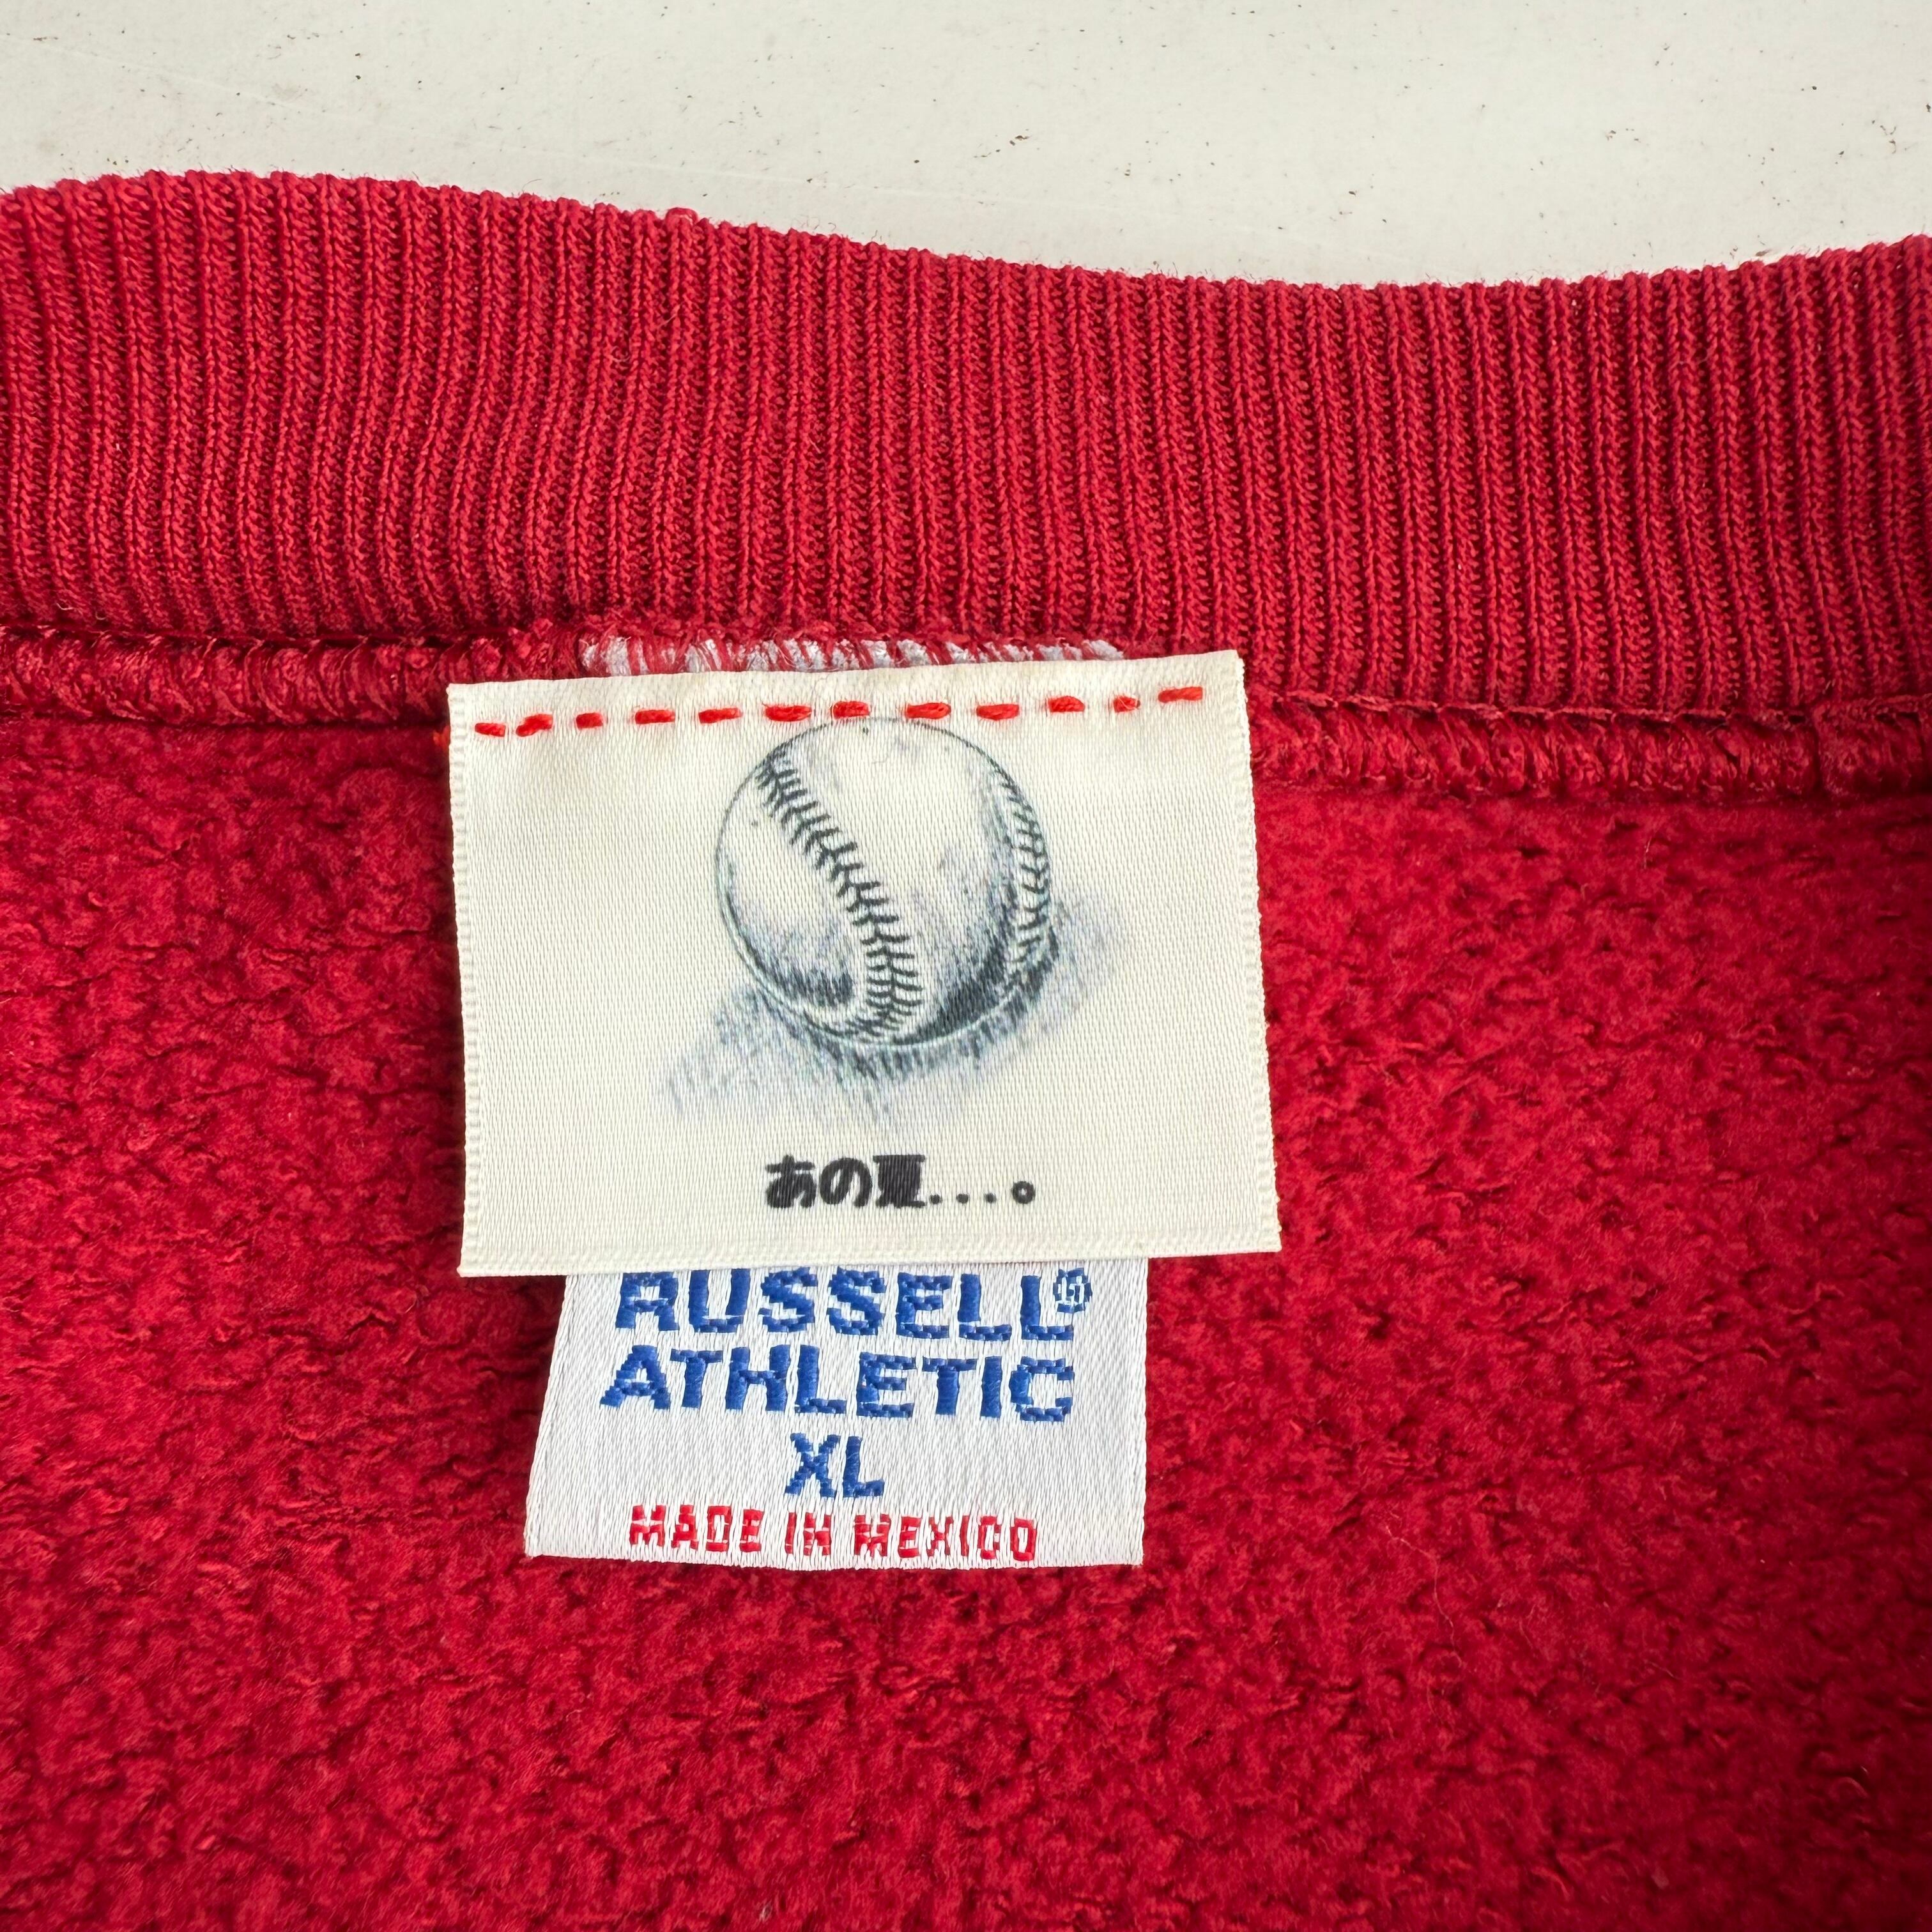 あの夏...。
RUSSELL®
ATHLETIC
XL
MADE IN MEXICO